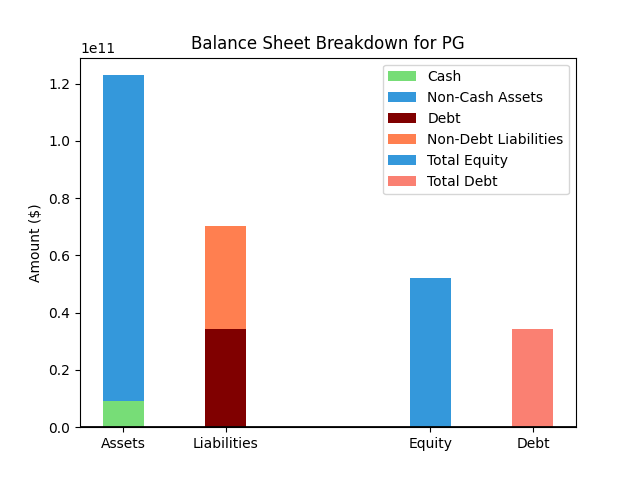 Balance Sheet Breakdown for PG
1e11
1.2
1.0
0.8
0.6
0.4
0.2
0.0
Amount ($)
Cash
Non-Cash Assets
Debt
Non-Debt Liabilities
Total Equity
Total Debt
Assets Liabilities Equity Debt